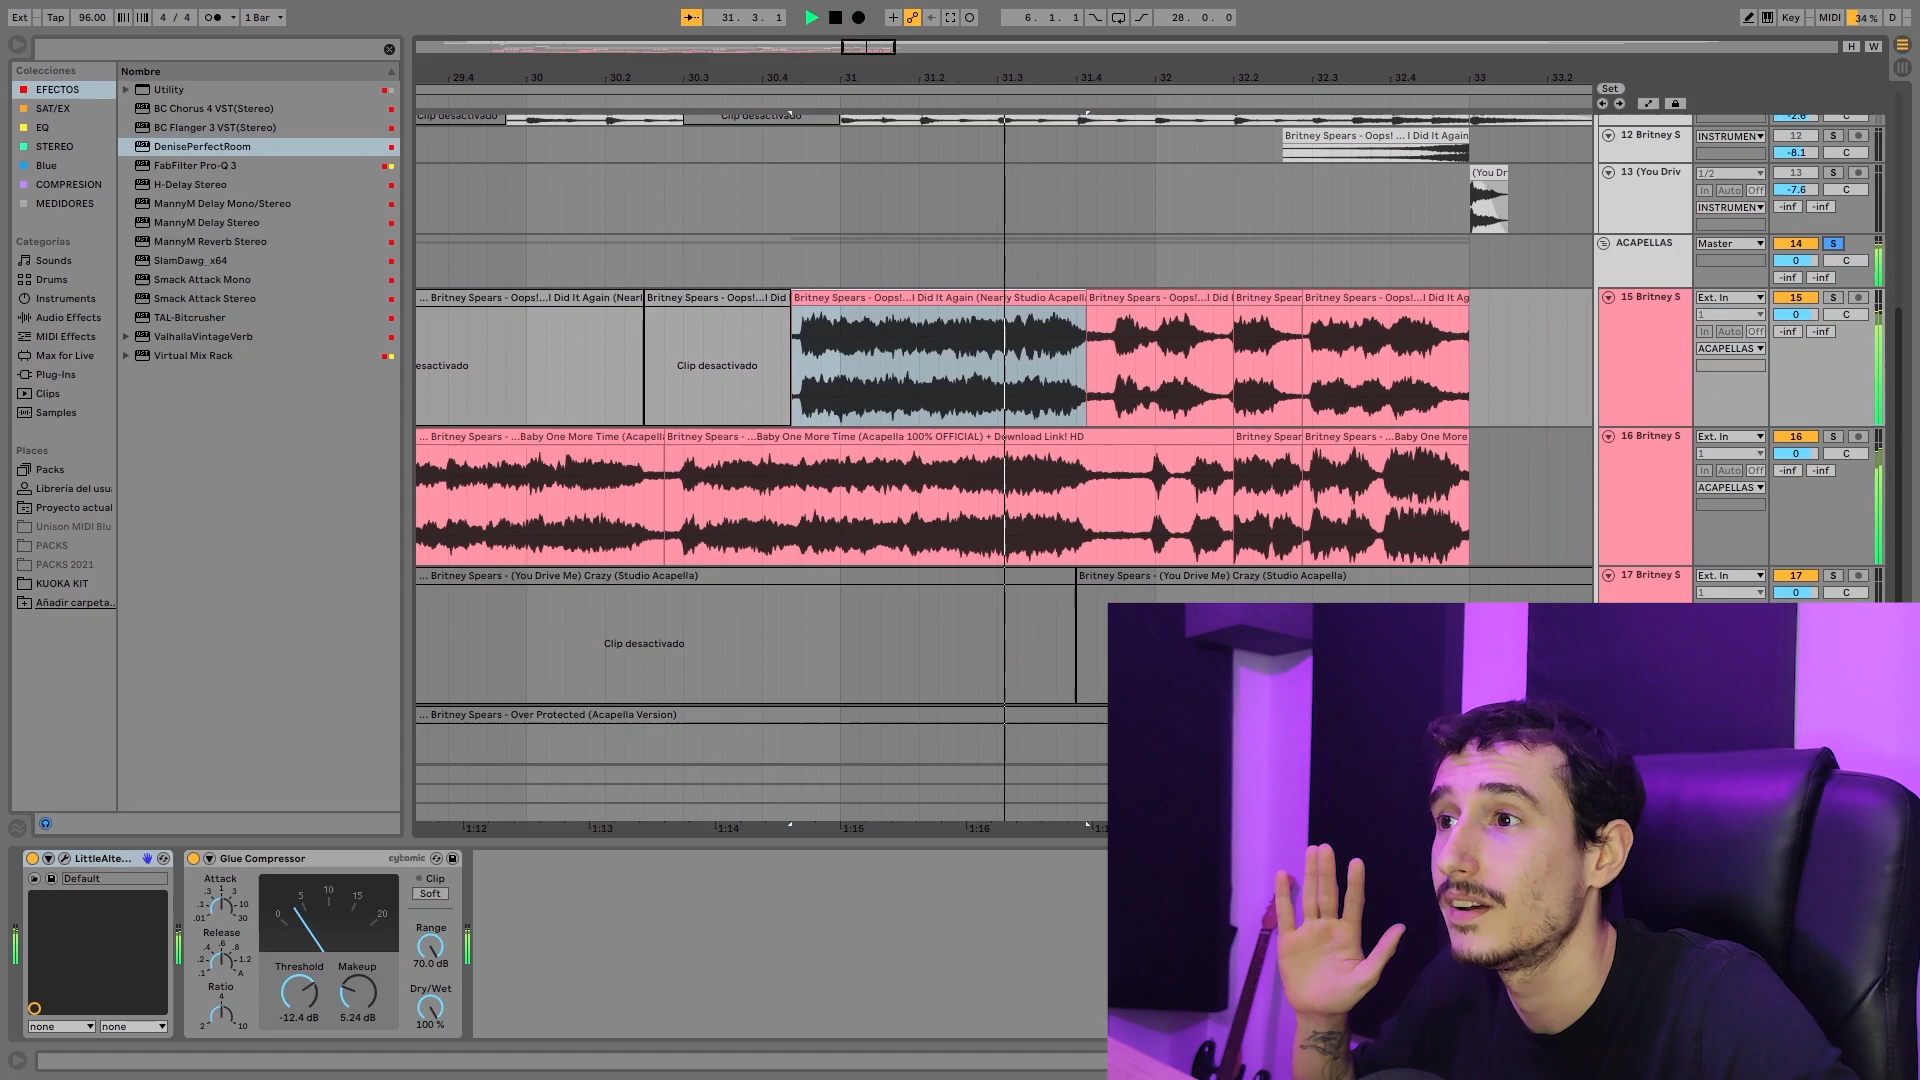 Ext Tap 96.00 4 / 4 1 Bar 31. 3. 1 6. 1. 1 28. 0. 0 Key MIDI 34 % D
H W
Colecciones
EFECTOS
SAT/EX
EQ
STEREO
Blue
COMPRESION
MEDIDORES
Categorías
Sounds
Drums
Instruments
Audio Effects
MIDI Effects
Max for Live
Plug-Ins
Clips
Samples
Places
Packs
Librería del usu
Proyecto actual
Unison MIDI Blu
PACKS
PACKS 2021
KUOKA KIT
Añadir carpeta...
Nombre
Utility
BC Chorus 4 VST(Stereo)
BC Flanger 3 VST(Stereo)
DenisePerfectRoom
FabFilter Pro-Q 3
H-Delay Stereo
MannyM Delay Mono/Stereo
MannyM Delay Stereo
MannyM Reverb Stereo
SlamDawg_x64
Smack Attack Mono
Smack Attack Stereo
TAL-Bitcrusher
ValhallaVintageVerb
Virtual Mix Rack
29.4 30 30.2 30.3 30.4 31 31.2 31.3 31.4 32 32.2 32.3 32.4 33 33.2
Set
Clip desactivado Clip desactivado
Britney Spears - Oops! ... I Did It Again
12 Britney S INSTRUMEN 12 S
-8.1 C
(You Dr
13 (You Driv 1/2 13 S
In Auto Off -7.6 C
INSTRUMEN -inf -inf
ACAPELLAS Master 14 S
0 C
-inf -inf
... Britney Spears - Oops!...I Did It Again (Nearl Britney Spears - Oops!...I Did I Britney Spears - Oops!...I Did It Again (Nearly Studio Acapell Britney Spears - Oops!...I Did I Britney Spear Britney Spears - Oops!...I Did It Ag
esactivado Clip desactivado
15 Britney S Ext. In 15 S
1 0 C
In Auto Off -inf -inf
ACAPELLAS
... Britney Spears - ...Baby One More Time (Acapell Britney Spears - ...Baby One More Time (Acapella 100% OFFICIAL) + Download Link! HD Britney Spear Britney Spears - ...Baby One More
16 Britney S Ext. In 16 S
1 0 C
In Auto Off -inf -inf
ACAPELLAS
... Britney Spears - (You Drive Me) Crazy (Studio Acapella) Britney Spears - (You Drive Me) Crazy (Studio Acapella)
17 Britney S Ext. In 17 S
1 0 C
Clip desactivado
... Britney Spears - Over Protected (Acapella Version)
1:12 1:13 1:14 1:15 1:16
LittleAlte...
Default
none none
Glue Compressor cytomic
Attack
.01 .1 .3 1 3 10 30
Release
.1 .2 .4 .6 .8 1.2 A
Ratio
2 4 10
0 5 10 15 20
Threshold Makeup
-12.4 dB 5.24 dB
Clip
Soft
Range
70.0 dB
Dry/Wet
100 %